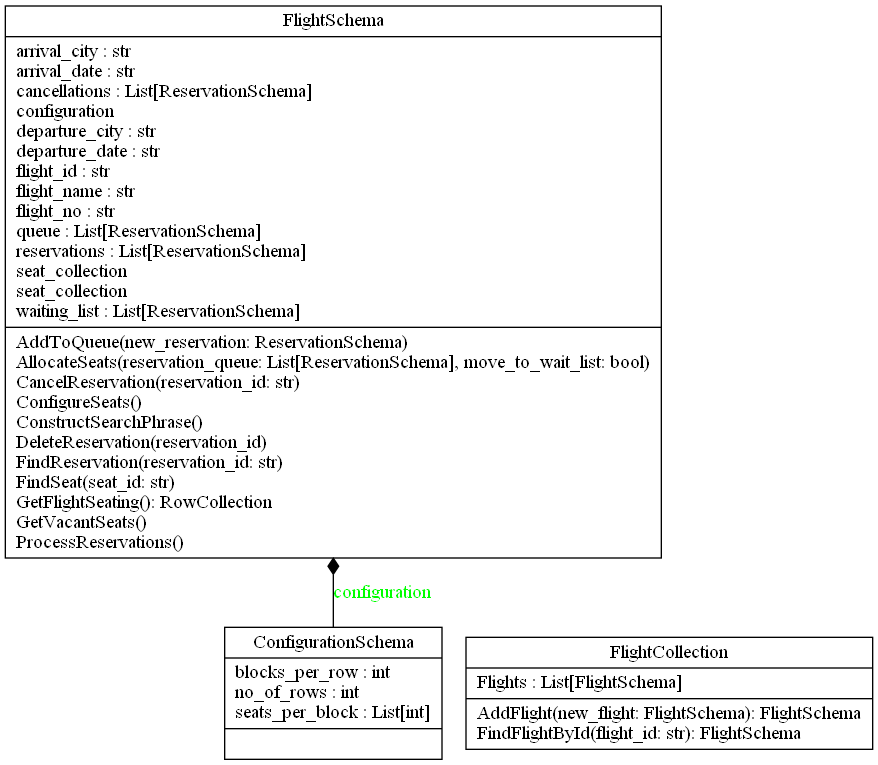 FlightSchema
arrival_city : str
arrival_date : str
cancellations : List[ReservationSchema]
configuration
departure_city : str
departure_date : str
flight_id : str
flight_name : str
flight_no : str
queue : List[ReservationSchema]
reservations : List[ReservationSchema]
seat_collection
seat_collection
waiting_list : List[ReservationSchema]
AddToQueue(new_reservation: ReservationSchema)
AllocateSeats(reservation_queue: List[ReservationSchema], move_to_wait_list: bool)
CancelReservation(reservation_id: str)
ConfigureSeats()
ConstructSearchPhrase()
DeleteReservation(reservation_id)
FindReservation(reservation_id: str)
FindSeat(seat_id: str)
GetFlightSeating(): RowCollection
GetVacantSeats()
ProcessReservations()
configuration
ConfigurationSchema
blocks_per_row : int
no_of_rows : int
seats_per_block : List[int]
FlightCollection
Flights : List[FlightSchema]
AddFlight(new_flight: FlightSchema): FlightSchema
FindFlightById(flight_id: str): FlightSchema